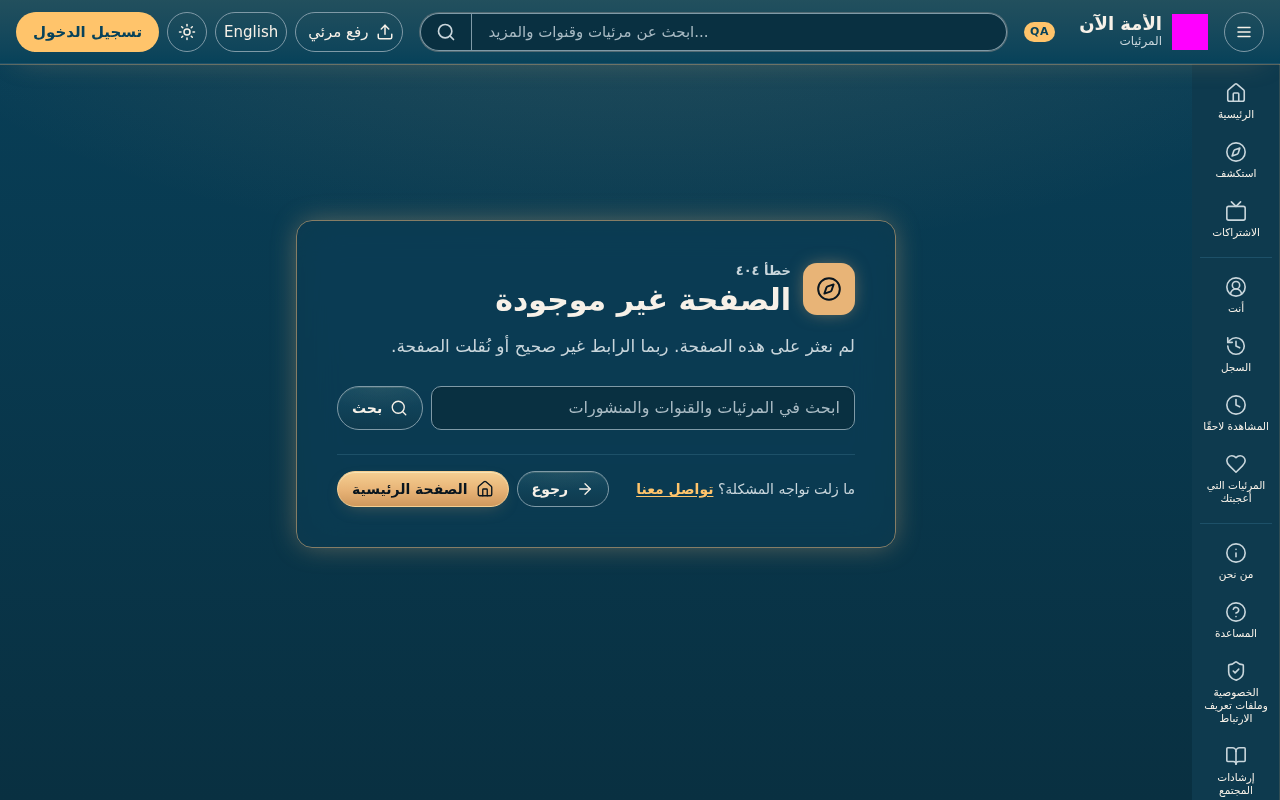 الأمة الآن
المرئيات
QA
ابحث عن مرئيات وقنوات والمزيد...
رفع مرئي
English
تسجيل الدخول
الرئيسية
استكشف
الاشتراكات
أنت
السجل
المشاهدة لاحقًا
المرئيات التي
أعجبتك
من نحن
المساعدة
الخصوصية
وملفات تعريف
الارتباط
إرشادات
المجتمع
خطأ ٤٠٤
الصفحة غير موجودة
لم نعثر على هذه الصفحة. ربما الرابط غير صحيح أو نُقلت الصفحة.
ابحث في المرئيات والقنوات والمنشورات
بحث
ما زلت تواجه المشكلة؟ تواصل معنا
رجوع
الصفحة الرئيسية